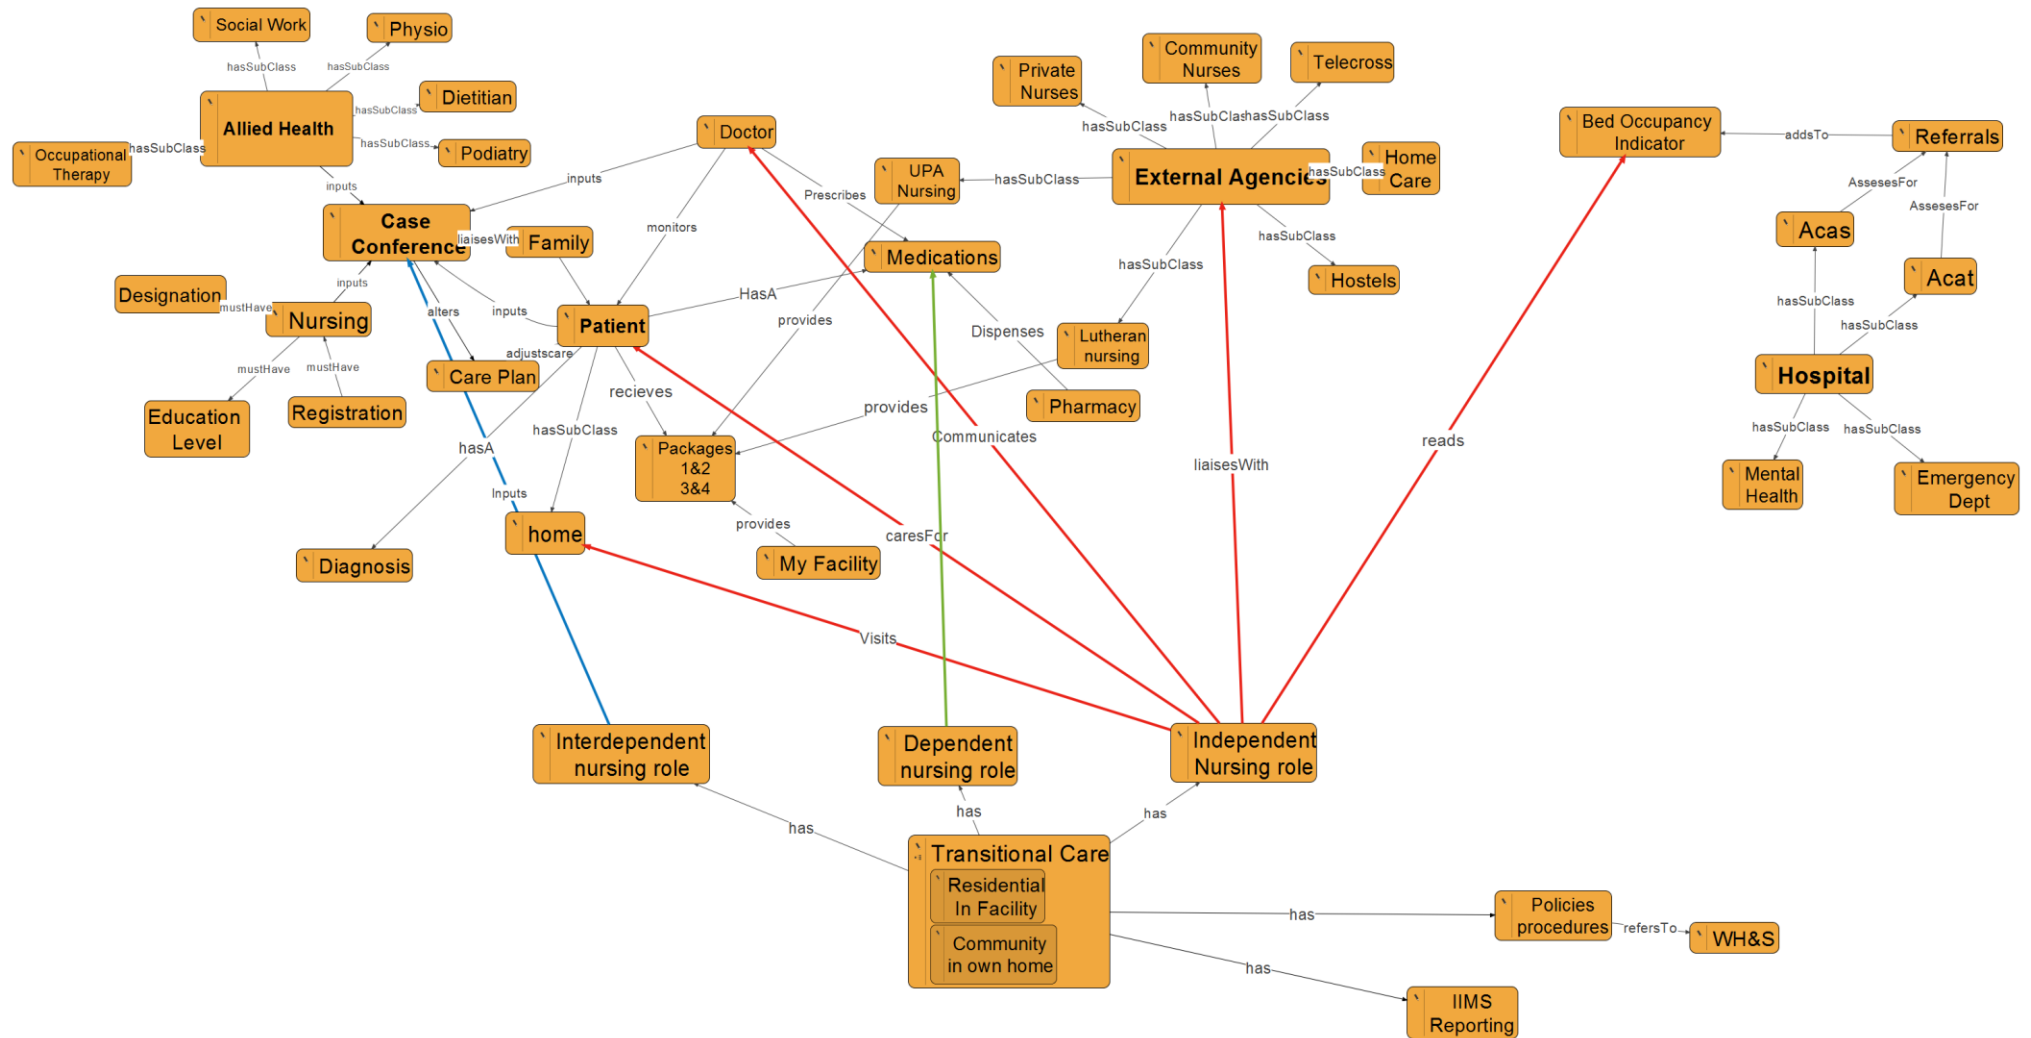 Social Work
Physio
hasSubClass
hasSubClass
Dietitian
hasSubClass
Allied Health
hasSubClass
Podiatry
hasSubClass
Occupational
Therapy
inputs
Case
Conference
liaisesWith
Family
Doctor
inputs
monitors
Prescribes
Medications
Designation
mustHave
Nursing
inputs
alters
inputs
Patient
HasA
adjustscare
Care Plan
mustHave
mustHave
Education
Level
Registration
hasA
hasSubClass
recieves
Packages
1&2
3&4
Inputs
home
Diagnosis
provides
My Facility
Private
Nurses
Community
Nurses
Telecross
hasSubClass
hasSubClas
hasSubClass
UPA
Nursing
hasSubClass
External Agencies
hasSubClass
Home
Care
hasSubClass
hasSubClass
Hostels
provides
Dispenses
Lutheran
nursing
Pharmacy
provides
Communicates
liaisesWith
caresFor
Visits
reads
Bed Occupancy
Indicator
addsTo
Referrals
AssesesFor
AssesesFor
Acas
Acat
hasSubClass
hasSubClass
Hospital
hasSubClass
hasSubClass
Mental
Health
Emergency
Dept
Interdependent
nursing role
Dependent
nursing role
Independent
Nursing role
has
has
has
Transitional Care
Residential
In Facility
Community
in own home
has
Policies
procedures
refersTo
WH&S
has
IIMS
Reporting